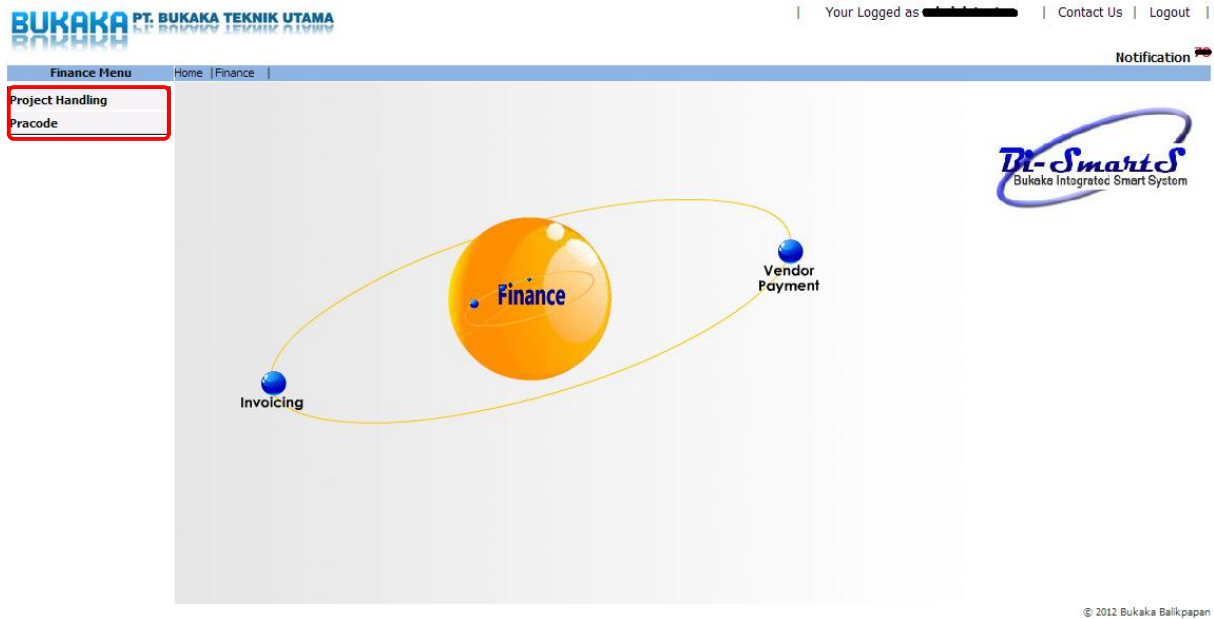 BUKAKA PT. BUKAKA TEKNIK UTAMA
| Your Logged as | Contact Us | Logout |
Notification
Finance Menu Home |Finance |
Project Handling
Pracode
Bi-SmartS
Bukaka Integrated Smart System
Vendor
Payment
Finance
Invoicing
© 2012 Bukaka Balikpapan